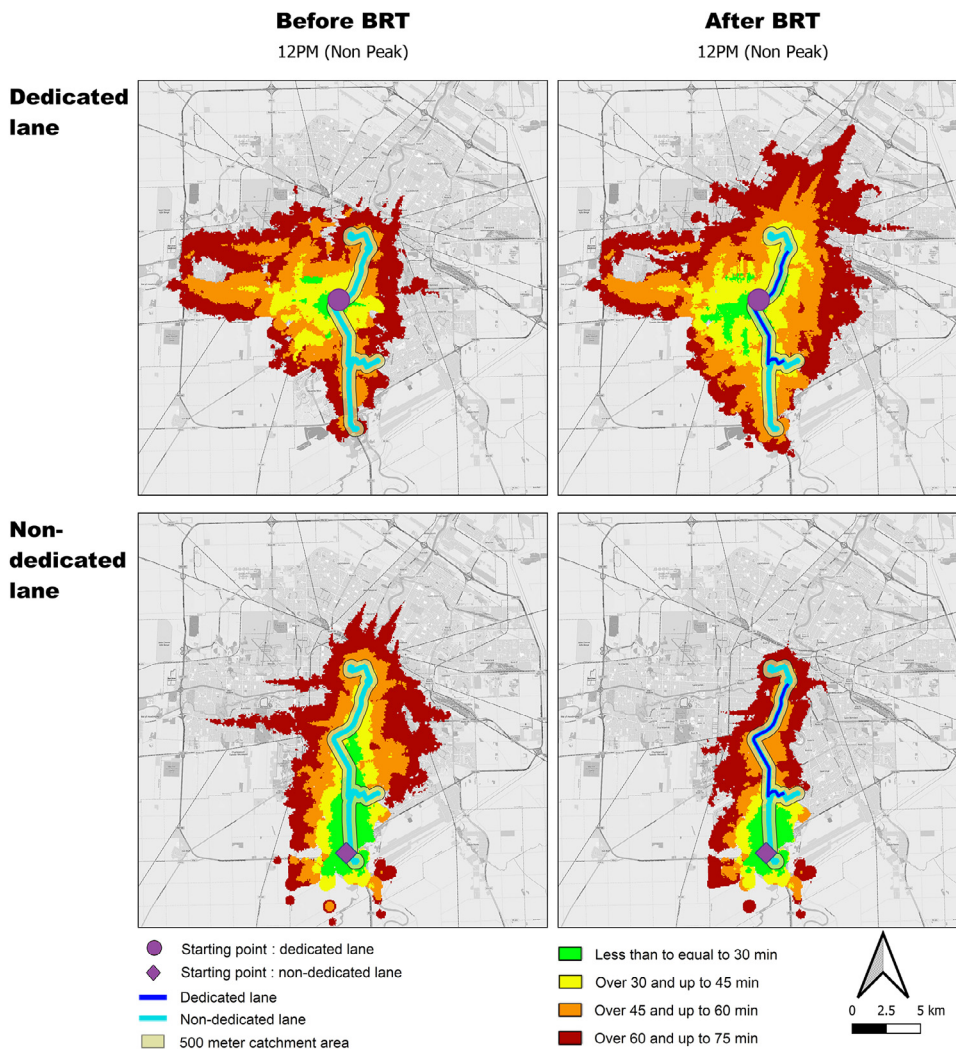 Before BRT
12PM (Non Peak)
After BRT
12PM (Non Peak)
Dedicated
lane
Non-
dedicated
lane
Starting point : dedicated lane
Starting point : non-dedicated lane
Dedicated lane
Non-dedicated lane
500 meter catchment area
Less than to equal to 30 min
Over 30 and up to 45 min
Over 45 and up to 60 min
Over 60 and up to 75 min
0 2.5 5 km